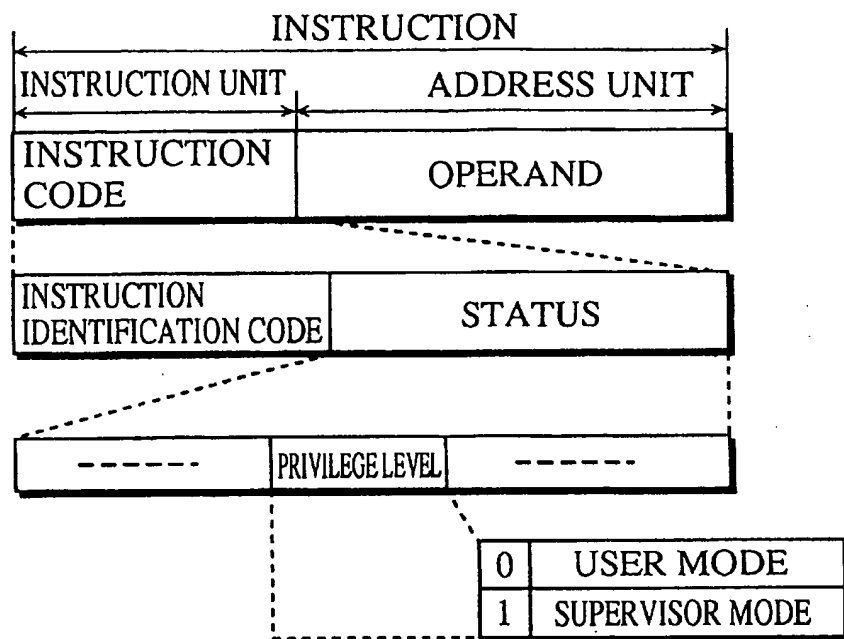 INSTRUCTION
INSTRUCTION UNIT ADDRESS UNIT
INSTRUCTION
CODE
OPERAND
INSTRUCTION
IDENTIFICATION CODE
STATUS
PRIVILEGE LEVEL
0 USER MODE
1 SUPERVISOR MODE